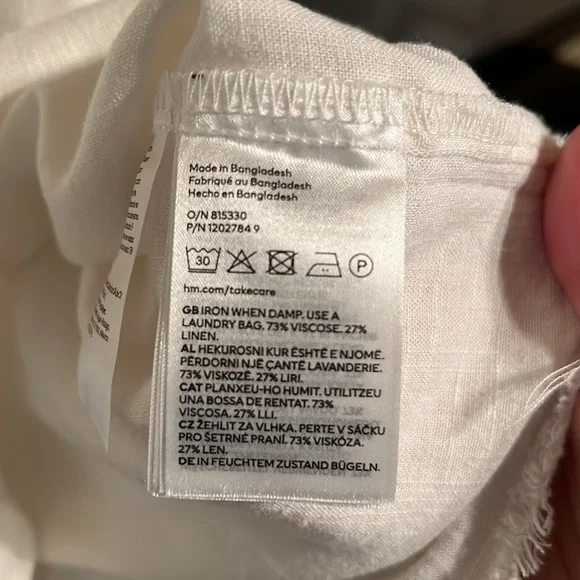 Made in Bangladesh
Fabriqué au Bangladesh
Hecho en Bangladesh
O/N 815330
P/N 1202784 9
30
P
hm.com/takecare
GB IRON WHEN DAMP. USE A
LAUNDRY BAG. 73% VISCOSE. 27%
LINEN.
AL HEKUROSNI KUR ËSHTË E NJOMË.
PËRDORNI NJË ÇANTË LAVANDERIE.
73% VISKOZË. 27% LIRI.
CAT PLANXEU-HO HUMIT. UTILITZEU
UNA BOSSA DE RENTAT. 73%
VISCOSA. 27% LLI.
CZ ŽEHLIT ZA VLHKA. PERTE V SÁČKU
PRO ŠETRNÉ PRANÍ. 73% VISKÓZA.
27% LEN.
DE IN FEUCHTEM ZUSTAND BÜGELN.